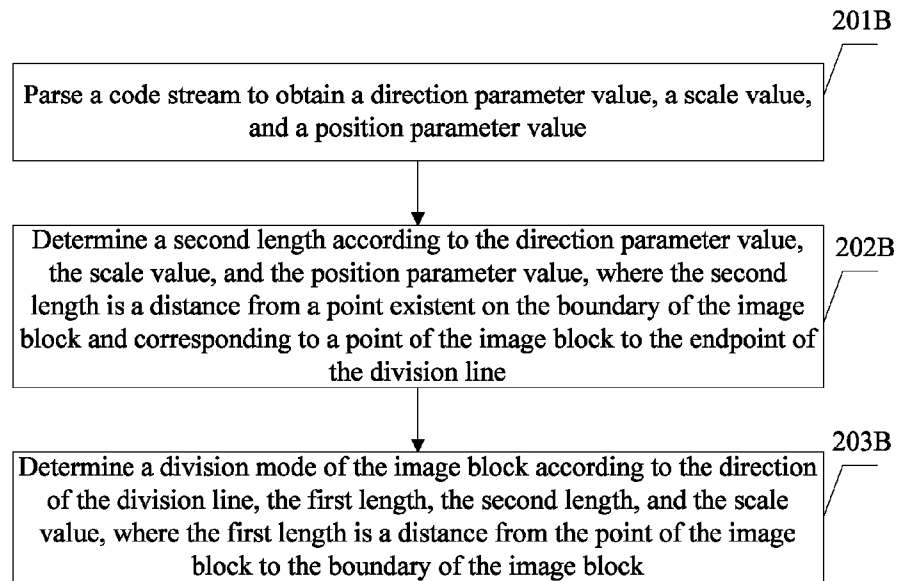 201B
Parse a code stream to obtain a direction parameter value, a scale value,
and a position parameter value
Determine a second length according to the direction parameter value,
the scale value, and the position parameter value, where the second
length is a distance from a point existent on the boundary of the image
block and corresponding to a point of the image block to the endpoint of
the division line
202B
203B
Determine a division mode of the image block according to the direction
of the division line, the first length, the second length, and the scale
value, where the first length is a distance from the point of the image
block to the boundary of the image block